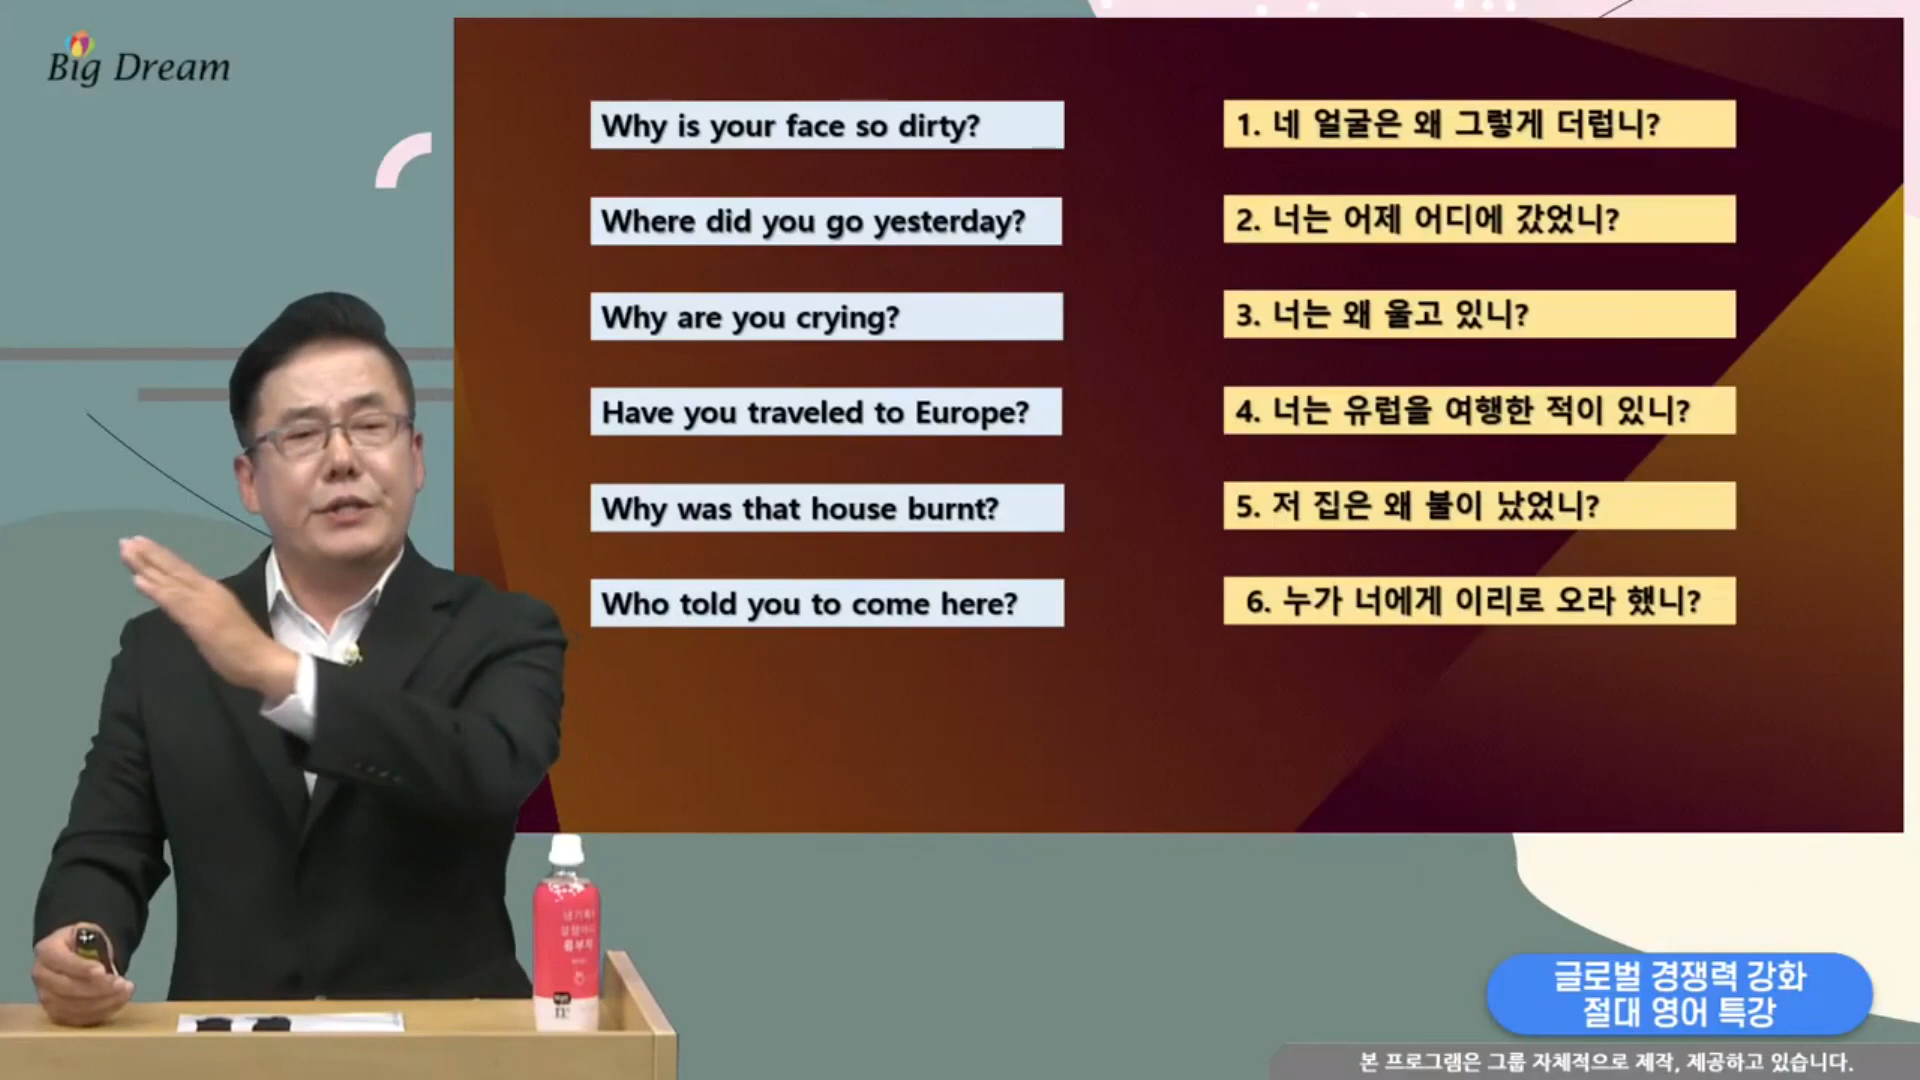 Big Dream
Why is your face so dirty?
1. 네 얼굴은 왜 그렇게 더럽니?
Where did you go yesterday?
2. 너는 어제 어디에 갔었니?
Why are you crying?
3. 너는 왜 울고 있니?
Have you traveled to Europe?
4. 너는 유럽을 여행한 적이 있니?
Why was that house burnt?
5. 저 집은 왜 불이 났었니?
Who told you to come here?
6. 누가 너에게 이리로 오라 했니?
글로벌 경쟁력 강화
절대 영어 특강
본 프로그램은 그룹 자체적으로 제작, 제공하고 있습니다.